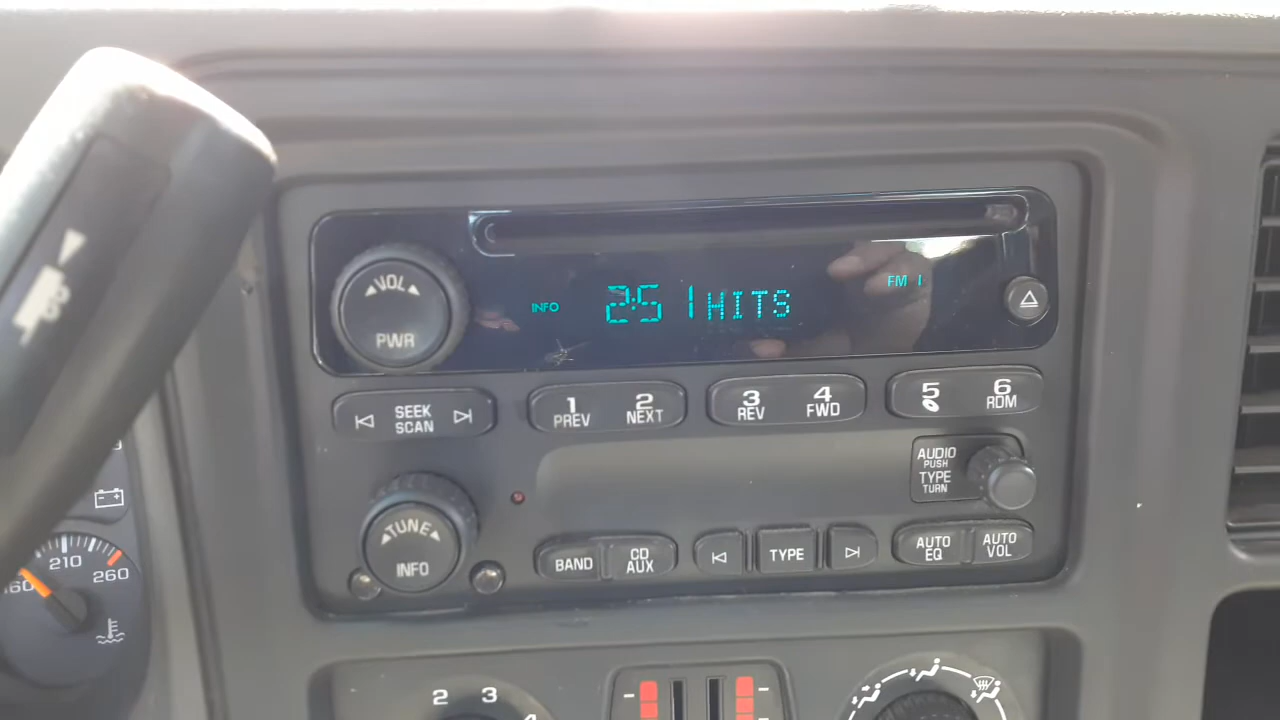 VOL
PWR
INFO 2:51 HITS FM 1
SEEK
SCAN
1
PREV
2
NEXT
3
REV
4
FWD
5
6
RDM
AUDIO
PUSH
TYPE
TURN
TUNE
INFO
BAND
CD
AUX
TYPE
AUTO
EQ
AUTO
VOL
210
260
2 3